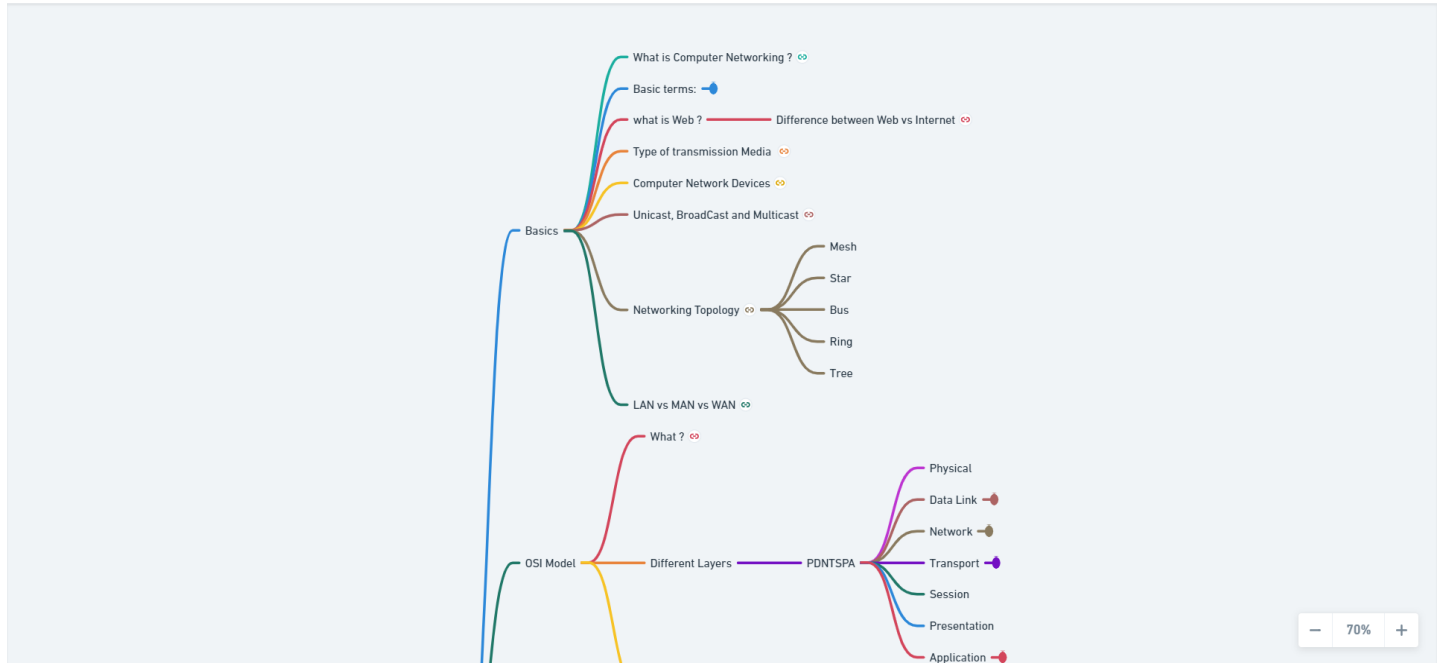 What is Computer Networking ?
Basic terms:
what is Web ? Difference between Web vs Internet
Type of transmission Media
Computer Network Devices
Unicast, BroadCast and Multicast
Basics
Mesh
Star
Networking Topology
Bus
Ring
Tree
LAN vs MAN vs WAN
What ?
Physical
Data Link
Network
OSI Model
Different Layers
PDNTSPA
Transport
Session
Presentation
Application
− 70% +